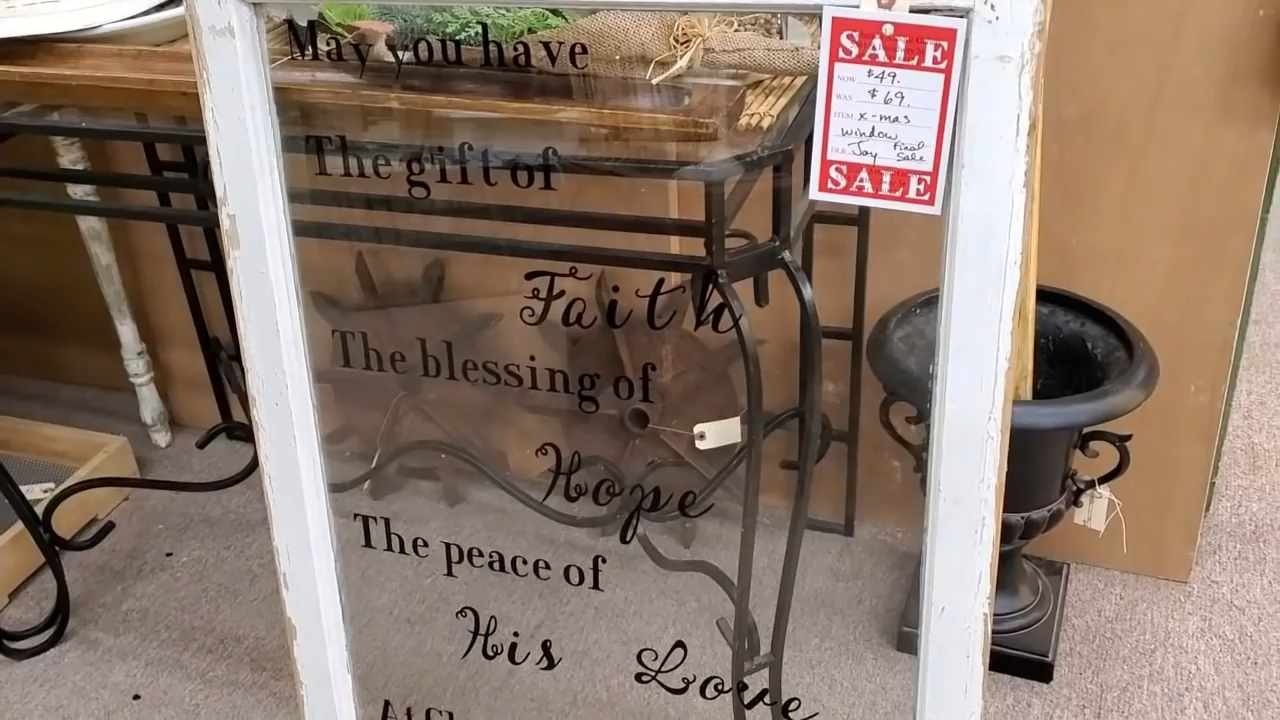 May you have
The gift of
Faith
The blessing of
Hope
The peace of
His Love
SALE
NOW $49.
WAS $69.
ITEM x-mas
window
DLR. Joy Final
Sale
SALE